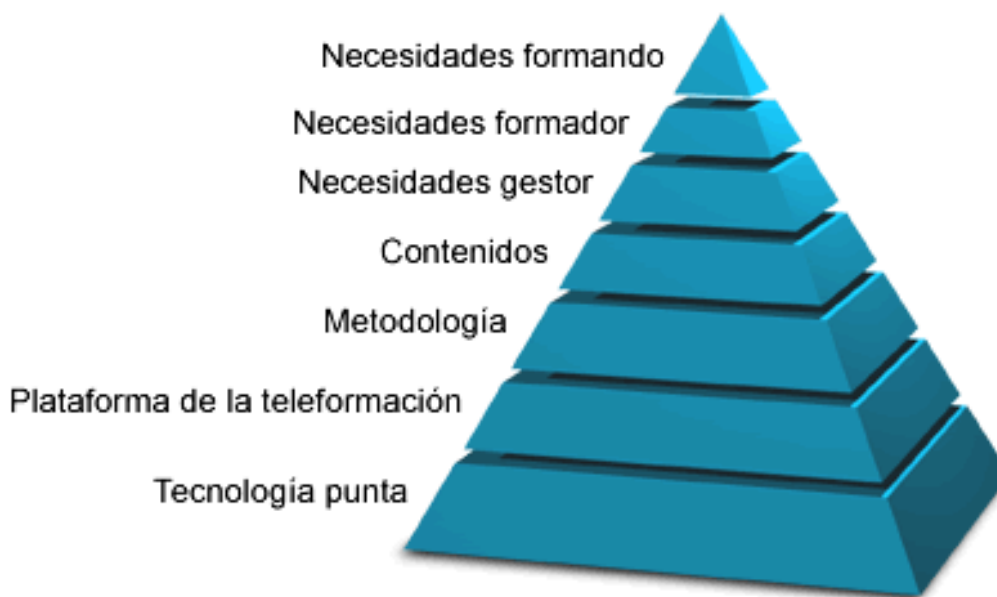 Necesidades formando
Necesidades formador
Necesidades gestor
Contenidos
Metodología
Plataforma de la teleformación
Tecnología punta